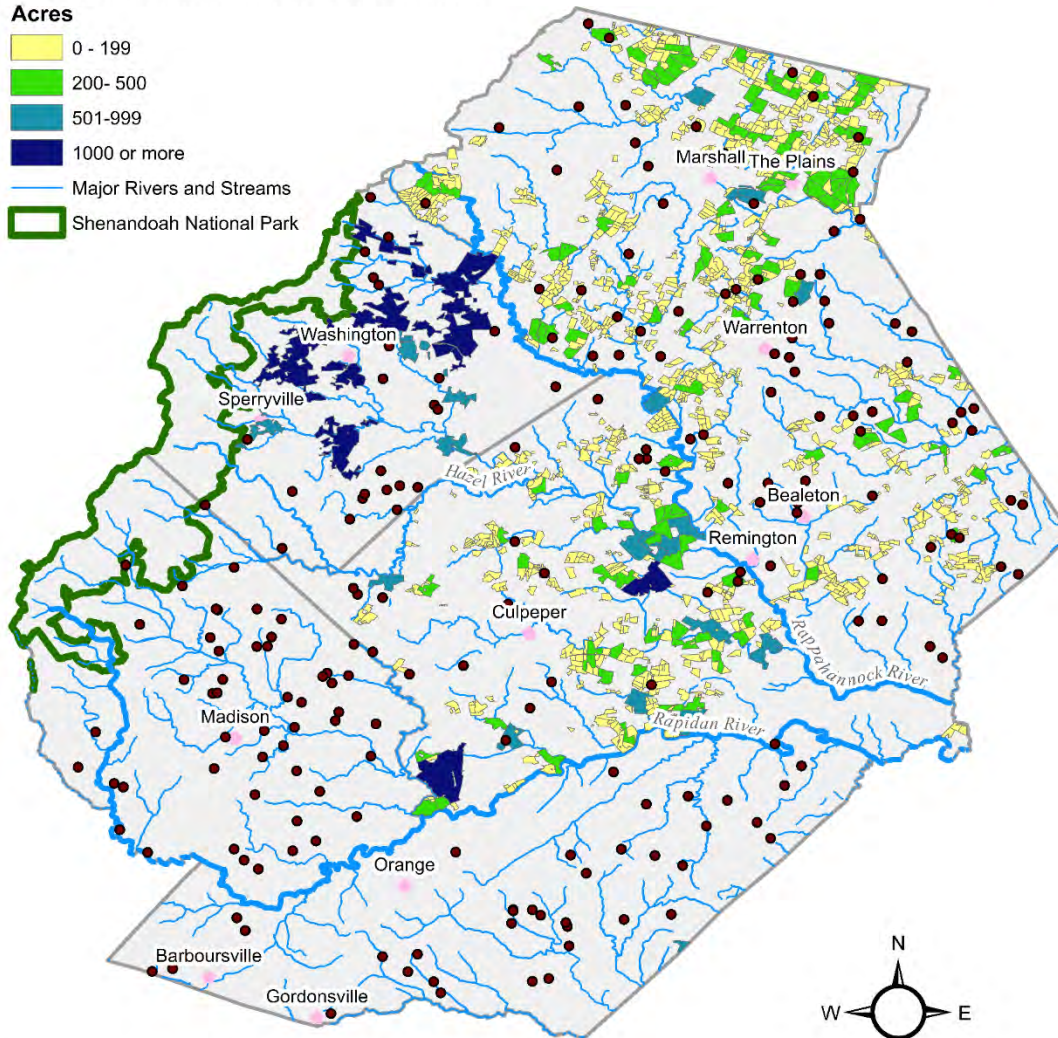 Acres
0 - 199
200- 500
501-999
1000 or more
Major Rivers and Streams
Shenandoah National Park
Marshall
The Plains
Washington
Warrenton
Sperryville
Hazel River
Bealeton
Remington
Culpeper
Rappahannock River
Madison
Rapidan River
Orange
Barboursville
Gordonsville
N
W
E